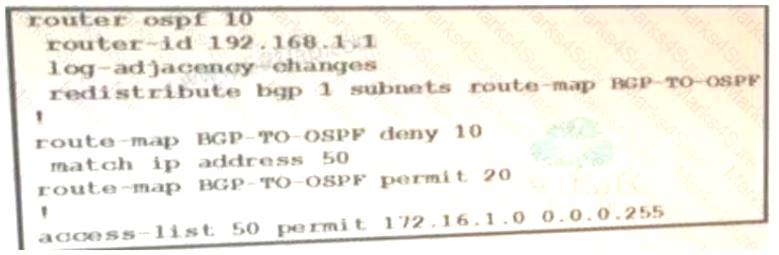 router ospf 10
router-id 192.168.1.1
log-adjacency-changes
redistribute bgp 1 subnets route-map BGP-TO-OSPF
!
route-map BGP-TO-OSPF deny 10
match ip address 50
route-map BGP-TO-OSPF permit 20
!
access-list 50 permit 172.16.1.0 0.0.0.255